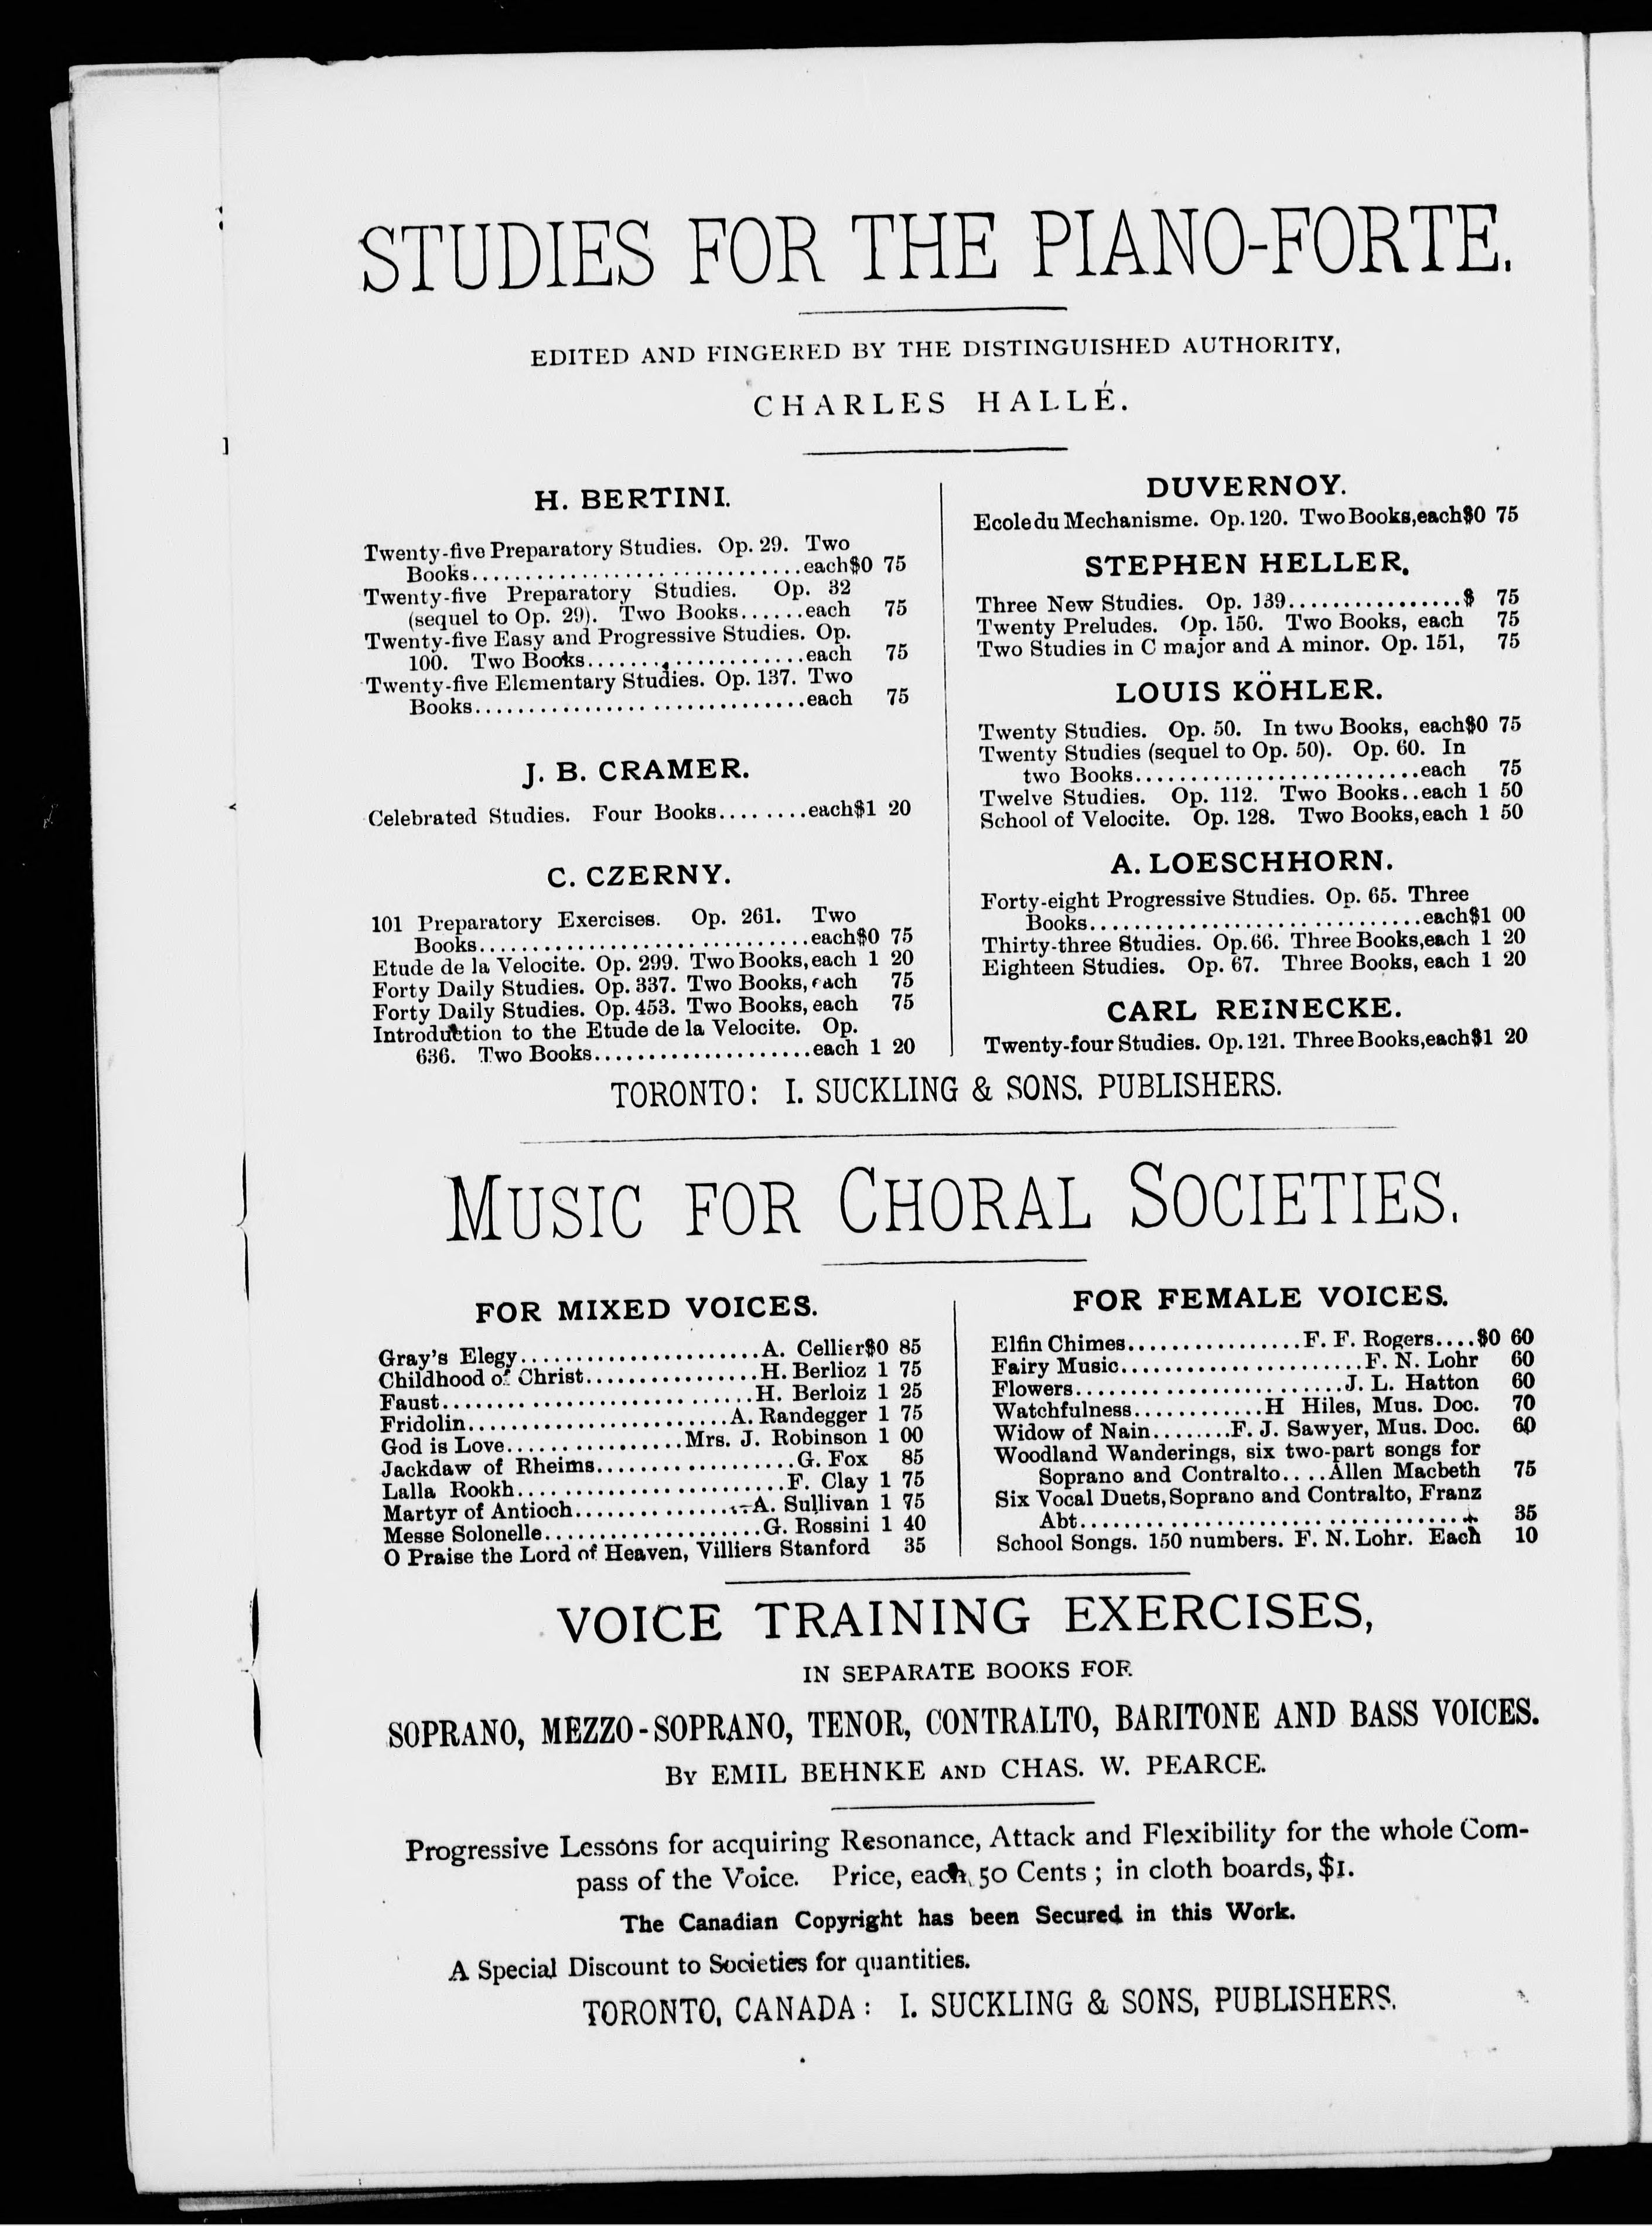 STUDIES FOR THE PIANO-FORTE.
EDITED AND FINGERED BY THE DISTINGUISHED AUTHORITY,
CHARLES HALLÉ.
H. BERTINI.
Twenty-five Preparatory Studies. Op. 29. Two
Books..............................each$0 75
Twenty-five Preparatory Studies. Op. 32
(sequel to Op. 29). Two Books......each 75
Twenty-five Easy and Progressive Studies. Op.
100. Two Books....................each 75
Twenty-five Elementary Studies. Op. 137. Two
Books..............................each 75
J. B. CRAMER.
Celebrated Studies. Four Books........each$1 20
C. CZERNY.
101 Preparatory Exercises. Op. 261. Two
Books..............................each$0 75
Etude de la Velocite. Op. 299. Two Books, each 1 20
Forty Daily Studies. Op. 337. Two Books, each 75
Forty Daily Studies. Op. 453. Two Books, each 75
Introduction to the Etude de la Velocite. Op.
636. Two Books....................each 1 20
DUVERNOY.
Ecole du Mechanisme. Op. 120. Two Books, each$0 75
STEPHEN HELLER.
Three New Studies. Op. 139................$ 75
Twenty Preludes. Op. 150. Two Books, each 75
Two Studies in C major and A minor. Op. 151, 75
LOUIS KÖHLER.
Twenty Studies. Op. 50. In two Books, each$0 75
Twenty Studies (sequel to Op. 50). Op. 60. In
two Books..........................each 75
Twelve Studies. Op. 112. Two Books..each 1 50
School of Velocite. Op. 128. Two Books, each 1 50
A. LOESCHHORN.
Forty-eight Progressive Studies. Op. 65. Three
Books..............................each$1 00
Thirty-three Studies. Op. 66. Three Books, each 1 20
Eighteen Studies. Op. 67. Three Books, each 1 20
CARL REINECKE.
Twenty-four Studies. Op. 121. Three Books, each$1 20
TORONTO: I. SUCKLING & SONS. PUBLISHERS.
MUSIC FOR CHORAL SOCIETIES.
FOR MIXED VOICES.
Gray's Elegy......................A. Cellier$0 85
Childhood of Christ................H. Berlioz 1 75
Faust.............................H. Berloiz 1 25
Fridolin........................A. Randegger 1 75
God is Love................Mrs. J. Robinson 1 00
Jackdaw of Rheims..................G. Fox 85
Lalla Rookh.........................F. Clay 1 75
Martyr of Antioch...............A. Sullivan 1 75
Messe Solonelle....................G. Rossini 1 40
O Praise the Lord of Heaven, Villiers Stanford 35
FOR FEMALE VOICES.
Elfin Chimes................F. F. Rogers....$0 60
Fairy Music......................F. N. Lohr 60
Flowers.........................J. L. Hatton 60
Watchfulness............H Hiles, Mus. Doc. 70
Widow of Nain........F. J. Sawyer, Mus. Doc. 60
Woodland Wanderings, six two-part songs for
Soprano and Contralto....Allen Macbeth 75
Six Vocal Duets, Soprano and Contralto, Franz
Abt.................................... 35
School Songs. 150 numbers. F. N. Lohr. Each 10
VOICE TRAINING EXERCISES,
IN SEPARATE BOOKS FOR
SOPRANO, MEZZO-SOPRANO, TENOR, CONTRALTO, BARITONE AND BASS VOICES.
BY EMIL BEHNKE AND CHAS. W. PEARCE.
Progressive Lessons for acquiring Resonance, Attack and Flexibility for the whole Com-
pass of the Voice. Price, each, 50 Cents; in cloth boards, $1.
The Canadian Copyright has been Secured in this Work.
A Special Discount to Societies for quantities.
TORONTO, CANADA: I. SUCKLING & SONS, PUBLISHERS.